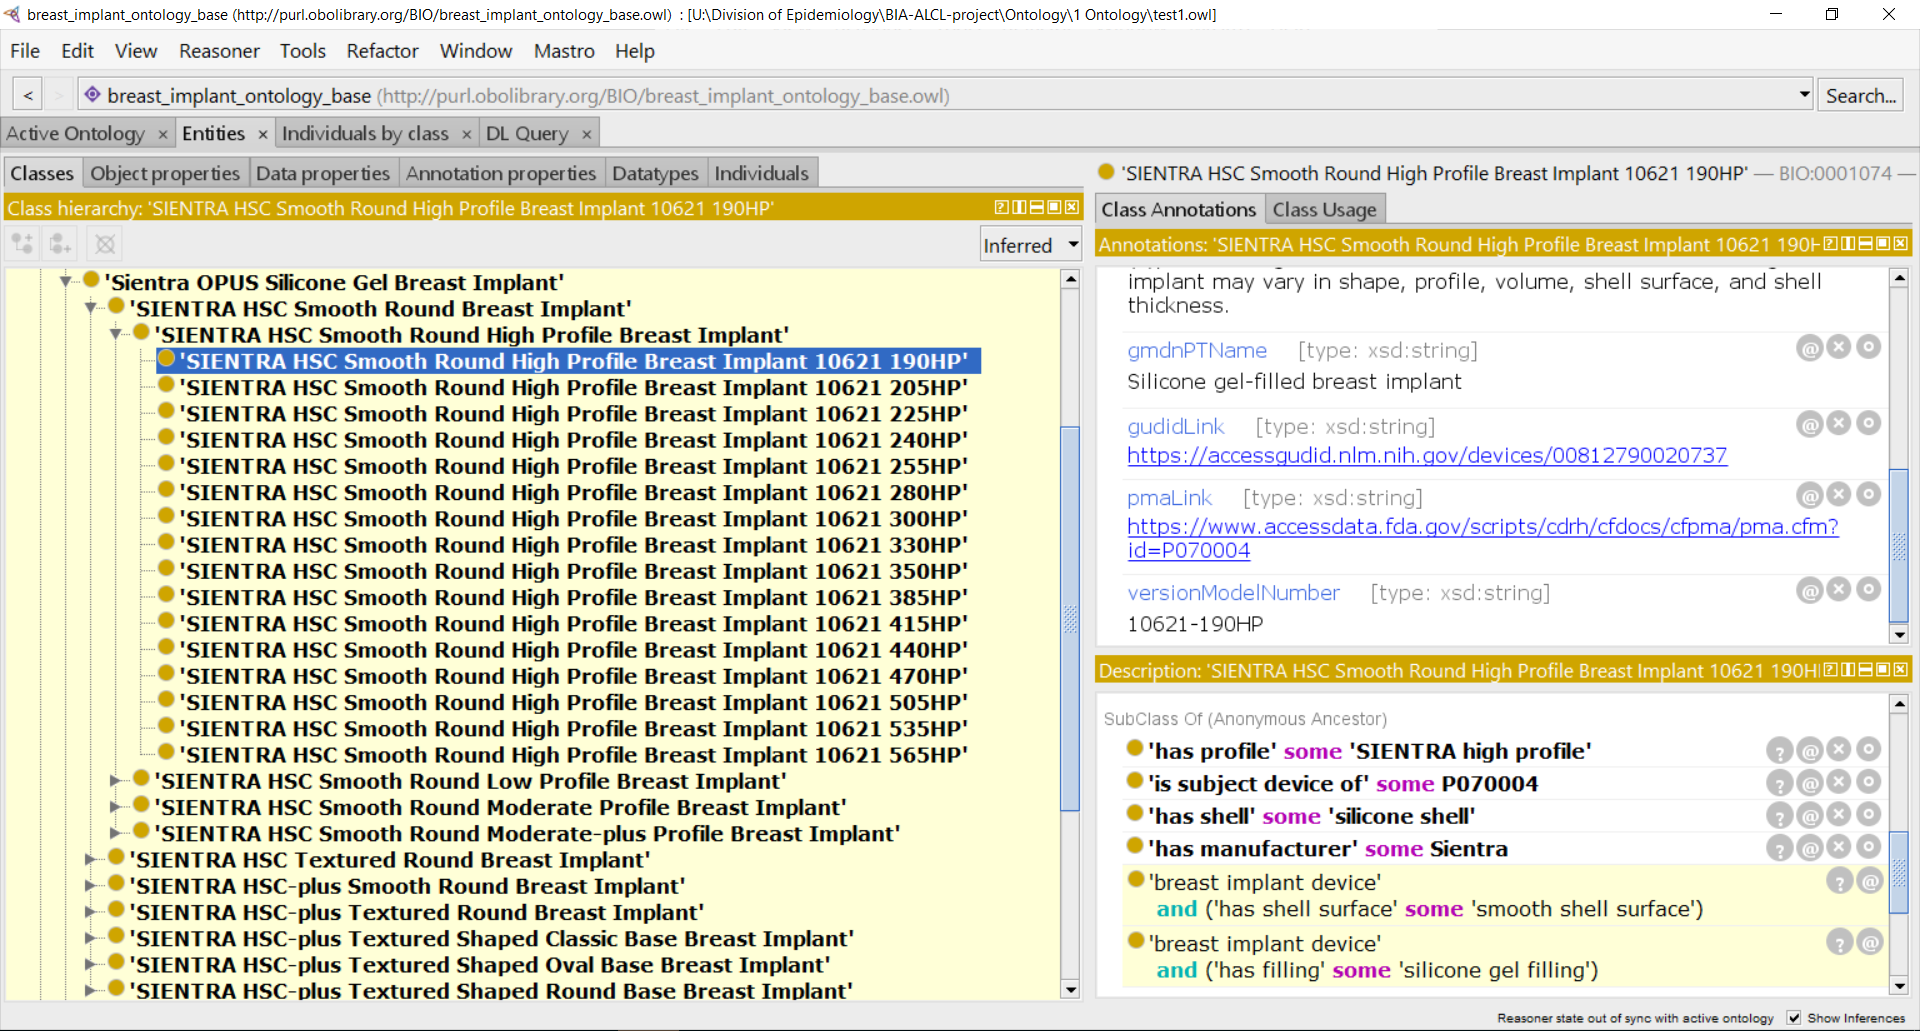 breast_implant_ontology_base (http://purl.obolibrary.org/BIO/breast_implant_ontology_base.owl) : [U:\Division of Epidemiology\BIA-ALCL-project\Ontology\1 Ontology\test1.owl]
File Edit View Reasoner Tools Refactor Window Mastro Help
< > breast_implant_ontology_base (http://purl.obolibrary.org/BIO/breast_implant_ontology_base.owl) Search...
Active Ontology × Entities × Individuals by class × DL Query ×
Classes Object properties Data properties Annotation properties Datatypes Individuals
Class hierarchy: 'SIENTRA HSC Smooth Round High Profile Breast Implant 10621 190HP'
Inferred
'Sientra OPUS Silicone Gel Breast Implant'
'SIENTRA HSC Smooth Round Breast Implant'
'SIENTRA HSC Smooth Round High Profile Breast Implant'
'SIENTRA HSC Smooth Round High Profile Breast Implant 10621 190HP'
'SIENTRA HSC Smooth Round High Profile Breast Implant 10621 205HP'
'SIENTRA HSC Smooth Round High Profile Breast Implant 10621 225HP'
'SIENTRA HSC Smooth Round High Profile Breast Implant 10621 240HP'
'SIENTRA HSC Smooth Round High Profile Breast Implant 10621 255HP'
'SIENTRA HSC Smooth Round High Profile Breast Implant 10621 280HP'
'SIENTRA HSC Smooth Round High Profile Breast Implant 10621 300HP'
'SIENTRA HSC Smooth Round High Profile Breast Implant 10621 330HP'
'SIENTRA HSC Smooth Round High Profile Breast Implant 10621 350HP'
'SIENTRA HSC Smooth Round High Profile Breast Implant 10621 385HP'
'SIENTRA HSC Smooth Round High Profile Breast Implant 10621 415HP'
'SIENTRA HSC Smooth Round High Profile Breast Implant 10621 440HP'
'SIENTRA HSC Smooth Round High Profile Breast Implant 10621 470HP'
'SIENTRA HSC Smooth Round High Profile Breast Implant 10621 505HP'
'SIENTRA HSC Smooth Round High Profile Breast Implant 10621 535HP'
'SIENTRA HSC Smooth Round High Profile Breast Implant 10621 565HP'
'SIENTRA HSC Smooth Round Low Profile Breast Implant'
'SIENTRA HSC Smooth Round Moderate Profile Breast Implant'
'SIENTRA HSC Smooth Round Moderate-plus Profile Breast Implant'
'SIENTRA HSC Textured Round Breast Implant'
'SIENTRA HSC-plus Smooth Round Breast Implant'
'SIENTRA HSC-plus Textured Round Breast Implant'
'SIENTRA HSC-plus Textured Shaped Classic Base Breast Implant'
'SIENTRA HSC-plus Textured Shaped Oval Base Breast Implant'
'SIENTRA HSC-plus Textured Shaped Round Base Breast Implant'
'SIENTRA HSC Smooth Round High Profile Breast Implant 10621 190HP' — BIO:0001074 —
Class Annotations Class Usage
Annotations: 'SIENTRA HSC Smooth Round High Profile Breast Implant 10621 190H
implant may vary in shape, profile, volume, shell surface, and shell
thickness.
gmdnPTName [type: xsd:string]
Silicone gel-filled breast implant
gudidLink [type: xsd:string]
https://accessgudid.nlm.nih.gov/devices/00812790020737
pmaLink [type: xsd:string]
https://www.accessdata.fda.gov/scripts/cdrh/cfdocs/cfpma/pma.cfm?
id=P070004
versionModelNumber [type: xsd:string]
10621-190HP
Description: 'SIENTRA HSC Smooth Round High Profile Breast Implant 10621 190H
SubClass Of (Anonymous Ancestor)
'has profile' some 'SIENTRA high profile'
'is subject device of' some P070004
'has shell' some 'silicone shell'
'has manufacturer' some Sientra
'breast implant device'
and ('has shell surface' some 'smooth shell surface')
'breast implant device'
and ('has filling' some 'silicone gel filling')
Reasoner state out of sync with active ontology Show Inferences